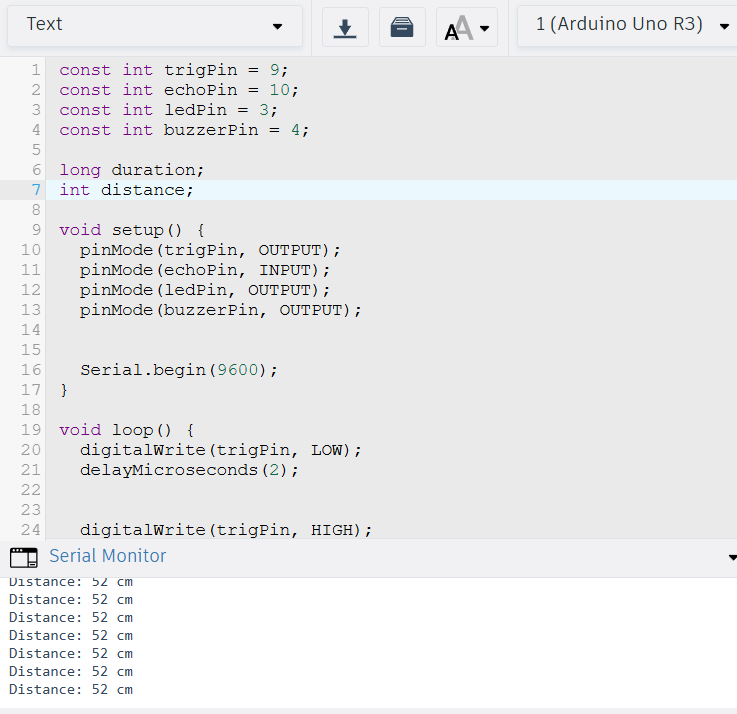 Text
1 (Arduino Uno R3)
1 const int trigPin = 9;
2 const int echoPin = 10;
3 const int ledPin = 3;
4 const int buzzerPin = 4;
5
6 long duration;
7 int distance;
8
9 void setup() {
10   pinMode(trigPin, OUTPUT);
11   pinMode(echoPin, INPUT);
12   pinMode(ledPin, OUTPUT);
13   pinMode(buzzerPin, OUTPUT);
14
15
16   Serial.begin(9600);
17 }
18
19 void loop() {
20   digitalWrite(trigPin, LOW);
21   delayMicroseconds(2);
22
23
24   digitalWrite(trigPin, HIGH);
Serial Monitor
Distance: 52 cm
Distance: 52 cm
Distance: 52 cm
Distance: 52 cm
Distance: 52 cm
Distance: 52 cm
Distance: 52 cm